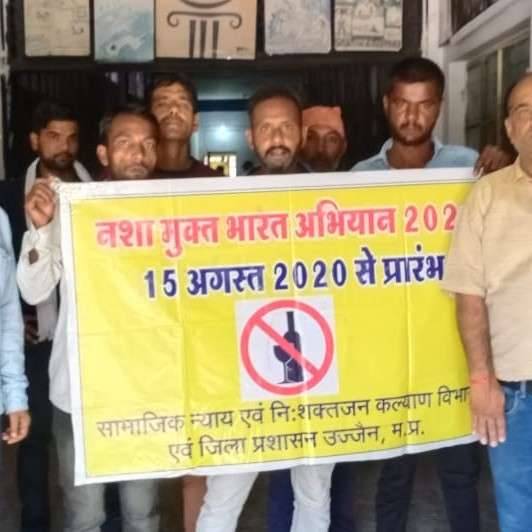 नशा मुक्त भारत अभियान 202
15 अगस्त 2020 से प्रारंभ
सामाजिक न्याय एवं नि:शक्तजन कल्याण विभाग
एवं जिला प्रशासन उज्जैन, म.प्र.